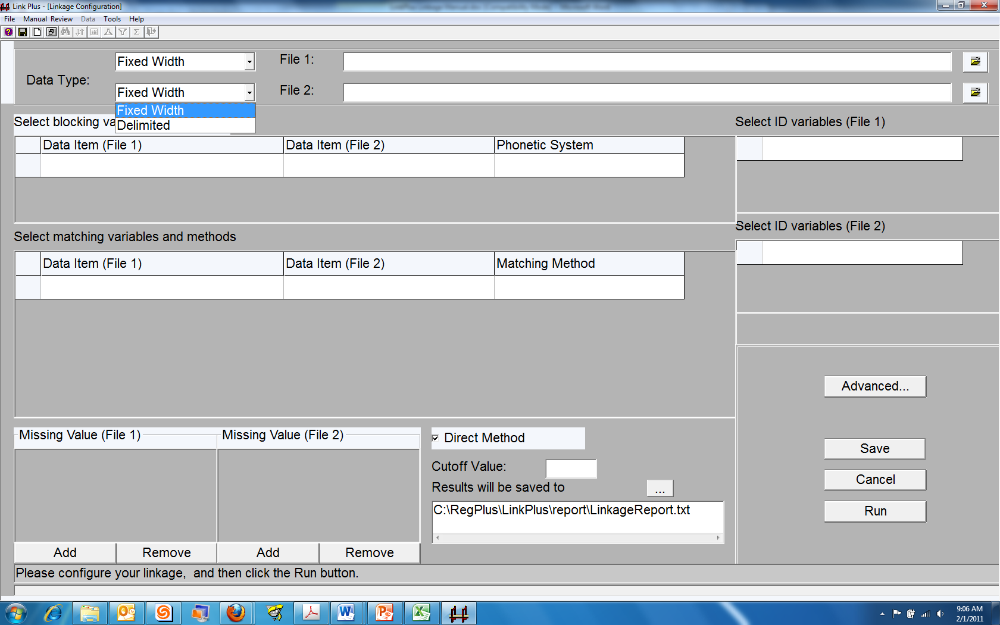 Link Plus - [Linkage Configuration]
File Manual Review Data Tools Help
Data Type:
Fixed Width
File 1:
Fixed Width
File 2:
Fixed Width
Delimited
Select blocking va
Data Item (File 1) Data Item (File 2) Phonetic System
Select ID variables (File 1)
Select ID variables (File 2)
Select matching variables and methods
Data Item (File 1) Data Item (File 2) Matching Method
Missing Value (File 1) Missing Value (File 2)
Add Remove Add Remove
Direct Method
Cutoff Value:
Results will be saved to ...
C:\RegPlus\LinkPlus\report\LinkageReport.txt
Advanced...
Save
Cancel
Run
Please configure your linkage,  and then click the Run button.
9:06 AM
2/1/2011